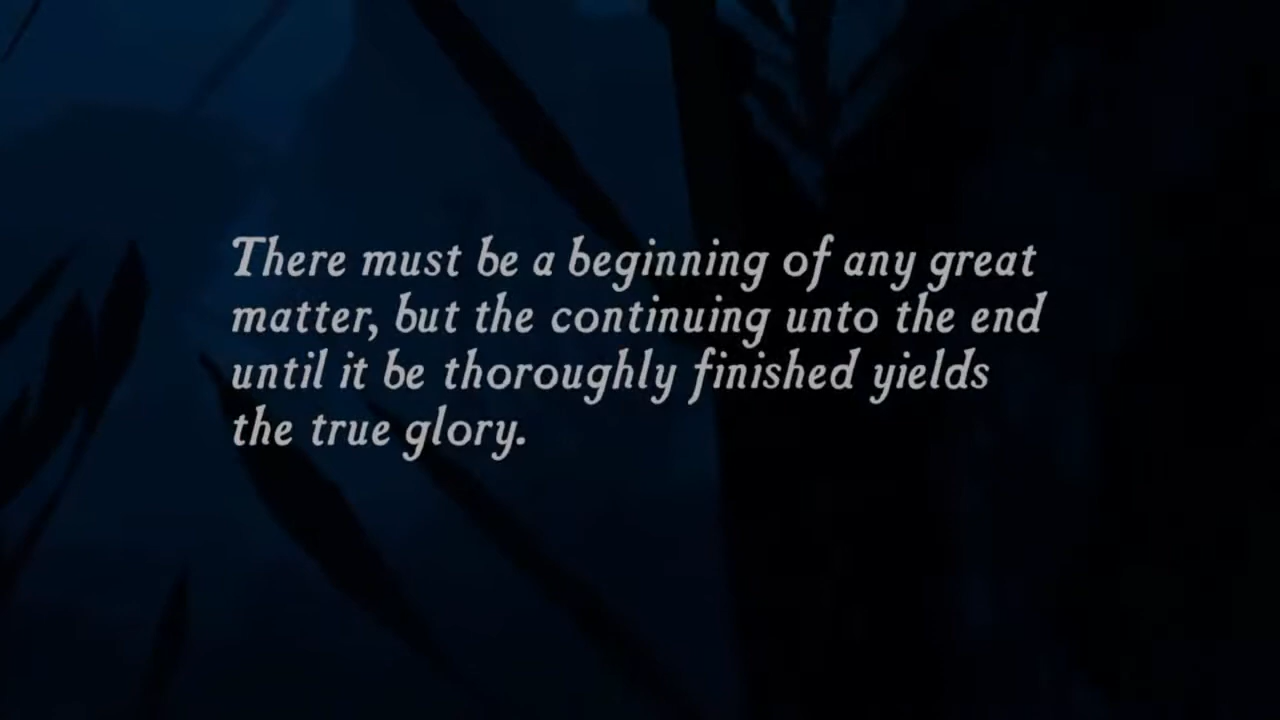 There must be a beginning of any great
matter, but the continuing unto the end
until it be thoroughly finished yields
the true glory.